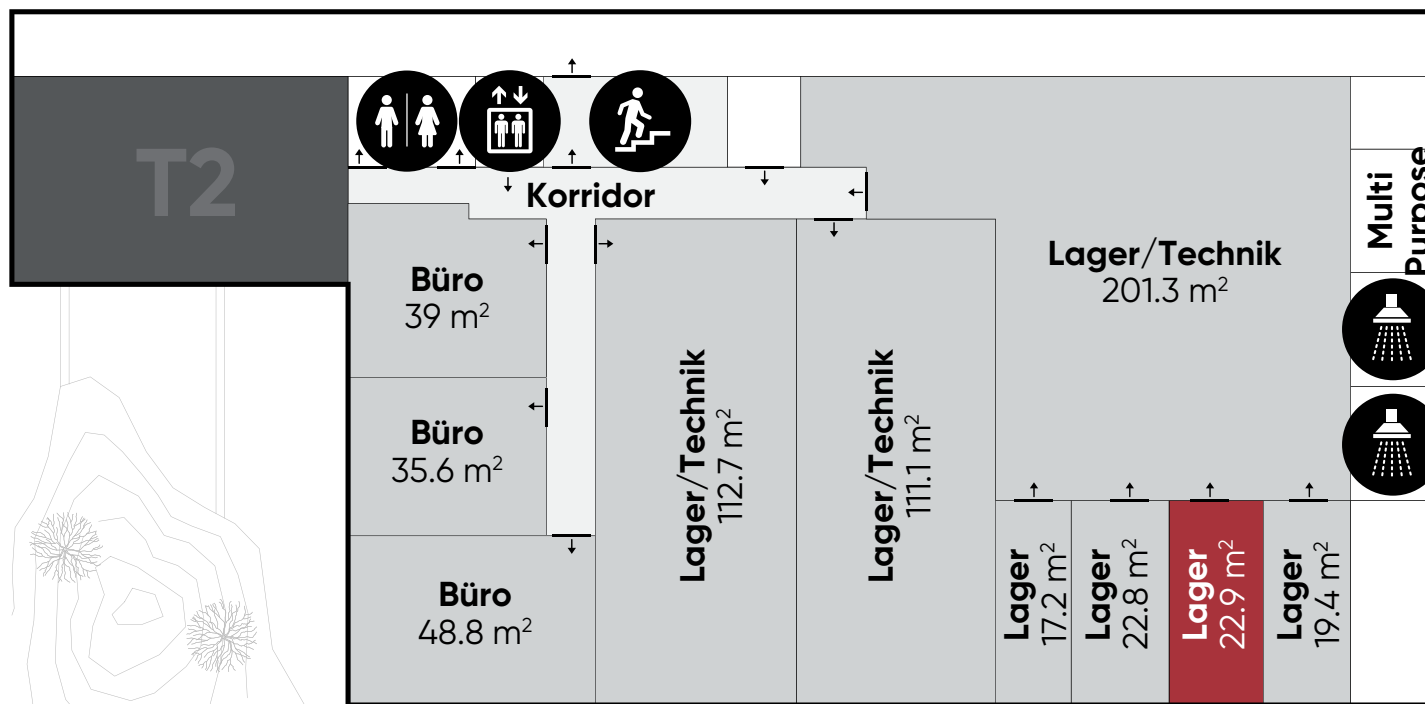 T2
Korridor
Multi
Purpose
Lager/Technik
201.3 m²
Büro
39 m²
Büro
35.6 m²
Büro
48.8 m²
Lager/Technik
112.7 m²
Lager/Technik
111.1 m²
Lager
17.2 m²
Lager
22.8 m²
Lager
22.9 m²
Lager
19.4 m²